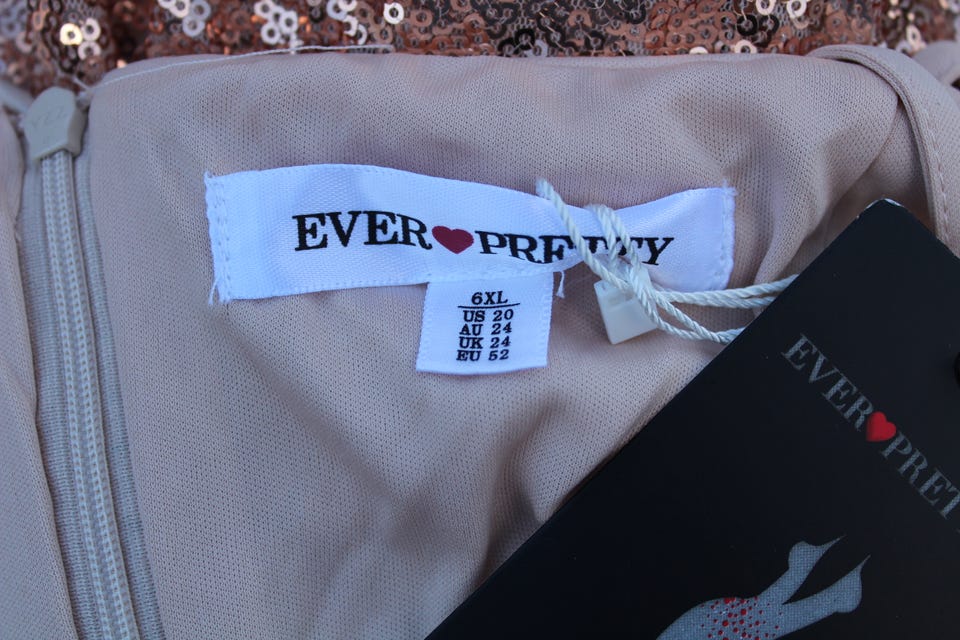 EVER♥PRETTY
6XL
US 20
AU 24
UK 24
EU 52
EVER♥PRET